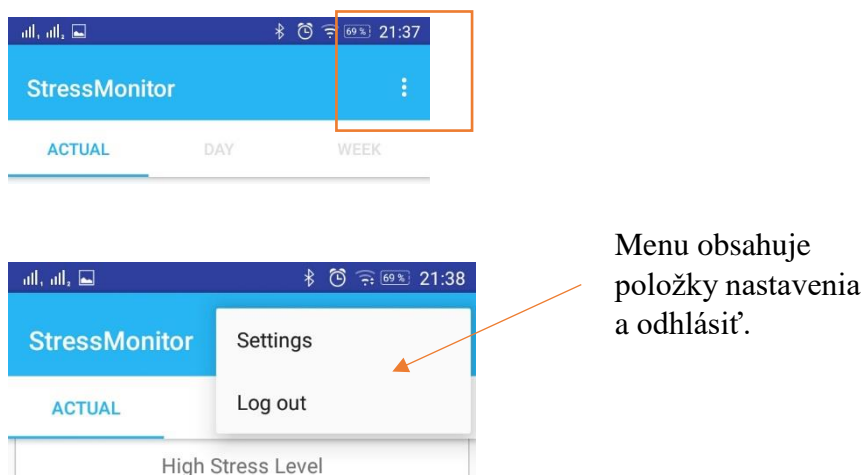 69 % 21:37
StressMonitor
ACTUAL DAY WEEK
69 % 21:38
StressMonitor
Settings
ACTUAL
Log out
High Stress Level
Menu obsahuje
položky nastavenia
a odhlásiť.